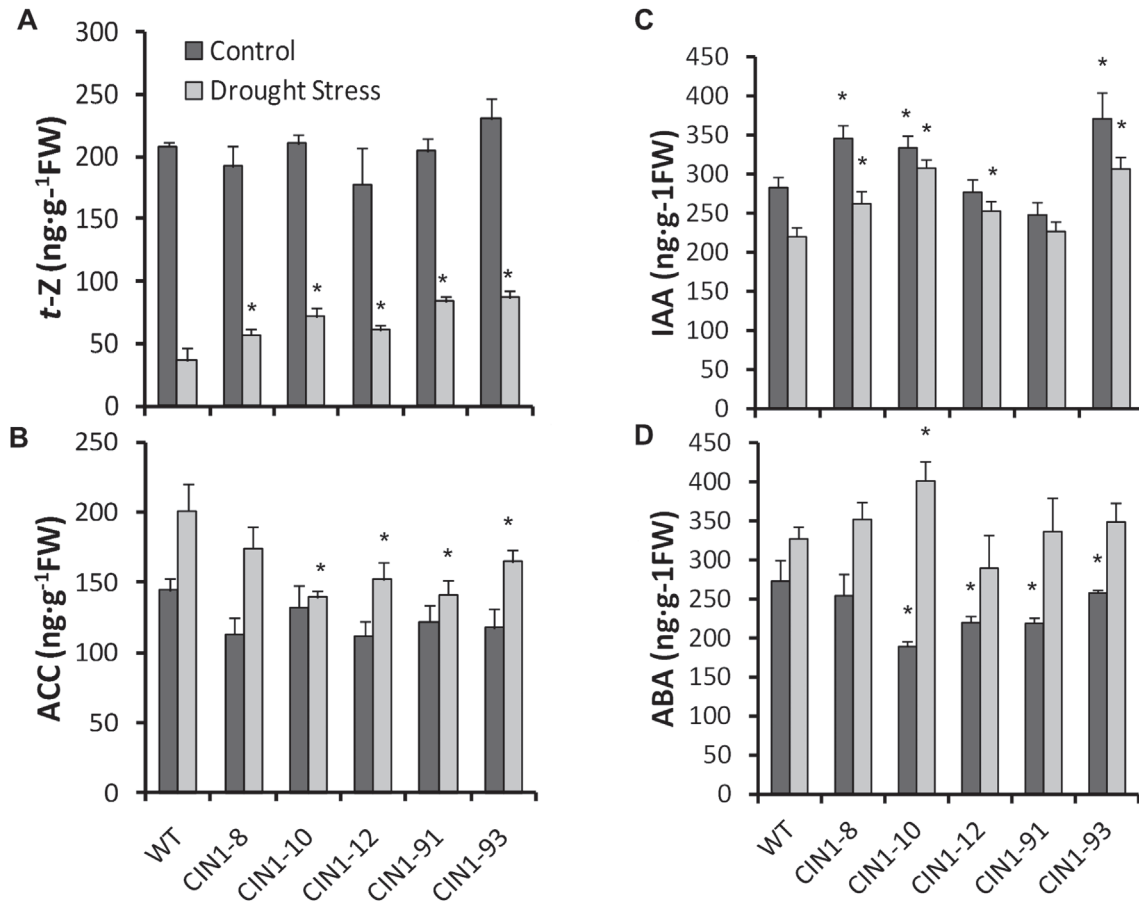 A
t-Z (ng·g-¹FW)
300
250
200
150
100
50
0
Control
Drought Stress
*
*
*
*
*
B
ACC (ng·g-¹FW)
250
200
150
100
50
0
*
*
*
*
WT
CIN1-8
CIN1-10
CIN1-12
CIN1-91
CIN1-93
C
IAA (ng·g-1FW)
450
400
350
300
250
200
150
100
50
0
*
*
*
*
*
*
*
D
ABA (ng·g-1FW)
450
400
350
300
250
200
150
100
50
0
*
*
*
*
*
WT
CIN1-8
CIN1-10
CIN1-12
CIN1-91
CIN1-93